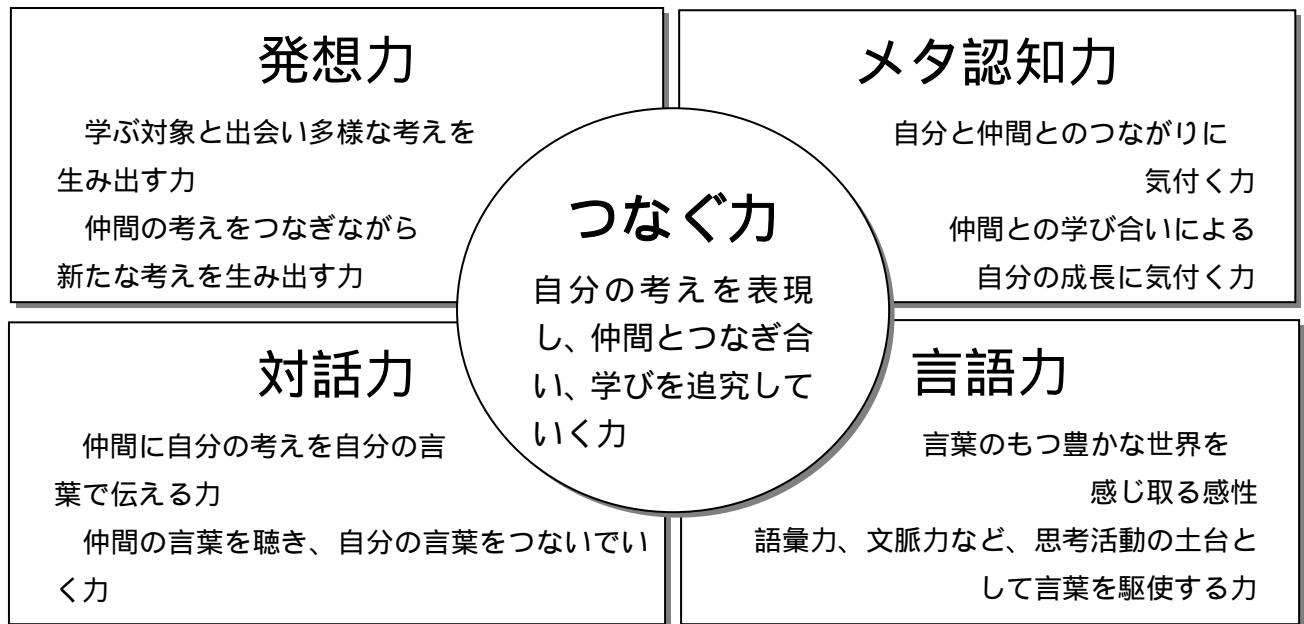 発想力
学ぶ対象と出会い多様な考えを
生み出す力
仲間の考えをつなぎながら
新たな考えを生み出す力
メタ認知力
自分と仲間とのつながりに
気付く力
仲間との学び合いによる
自分の成長に気付く力
つなぐ力
自分の考えを表現
し、仲間とつなぎ合
い、学びを追究して
いく力
対話力
仲間に自分の考えを自分の言
葉で伝える力
仲間の言葉を聴き、自分の言葉をつないでい
く力
言語力
言葉のもつ豊かな世界を
感じ取る感性
語彙力、文脈力など、思考活動の土台と
して言葉を駆使する力